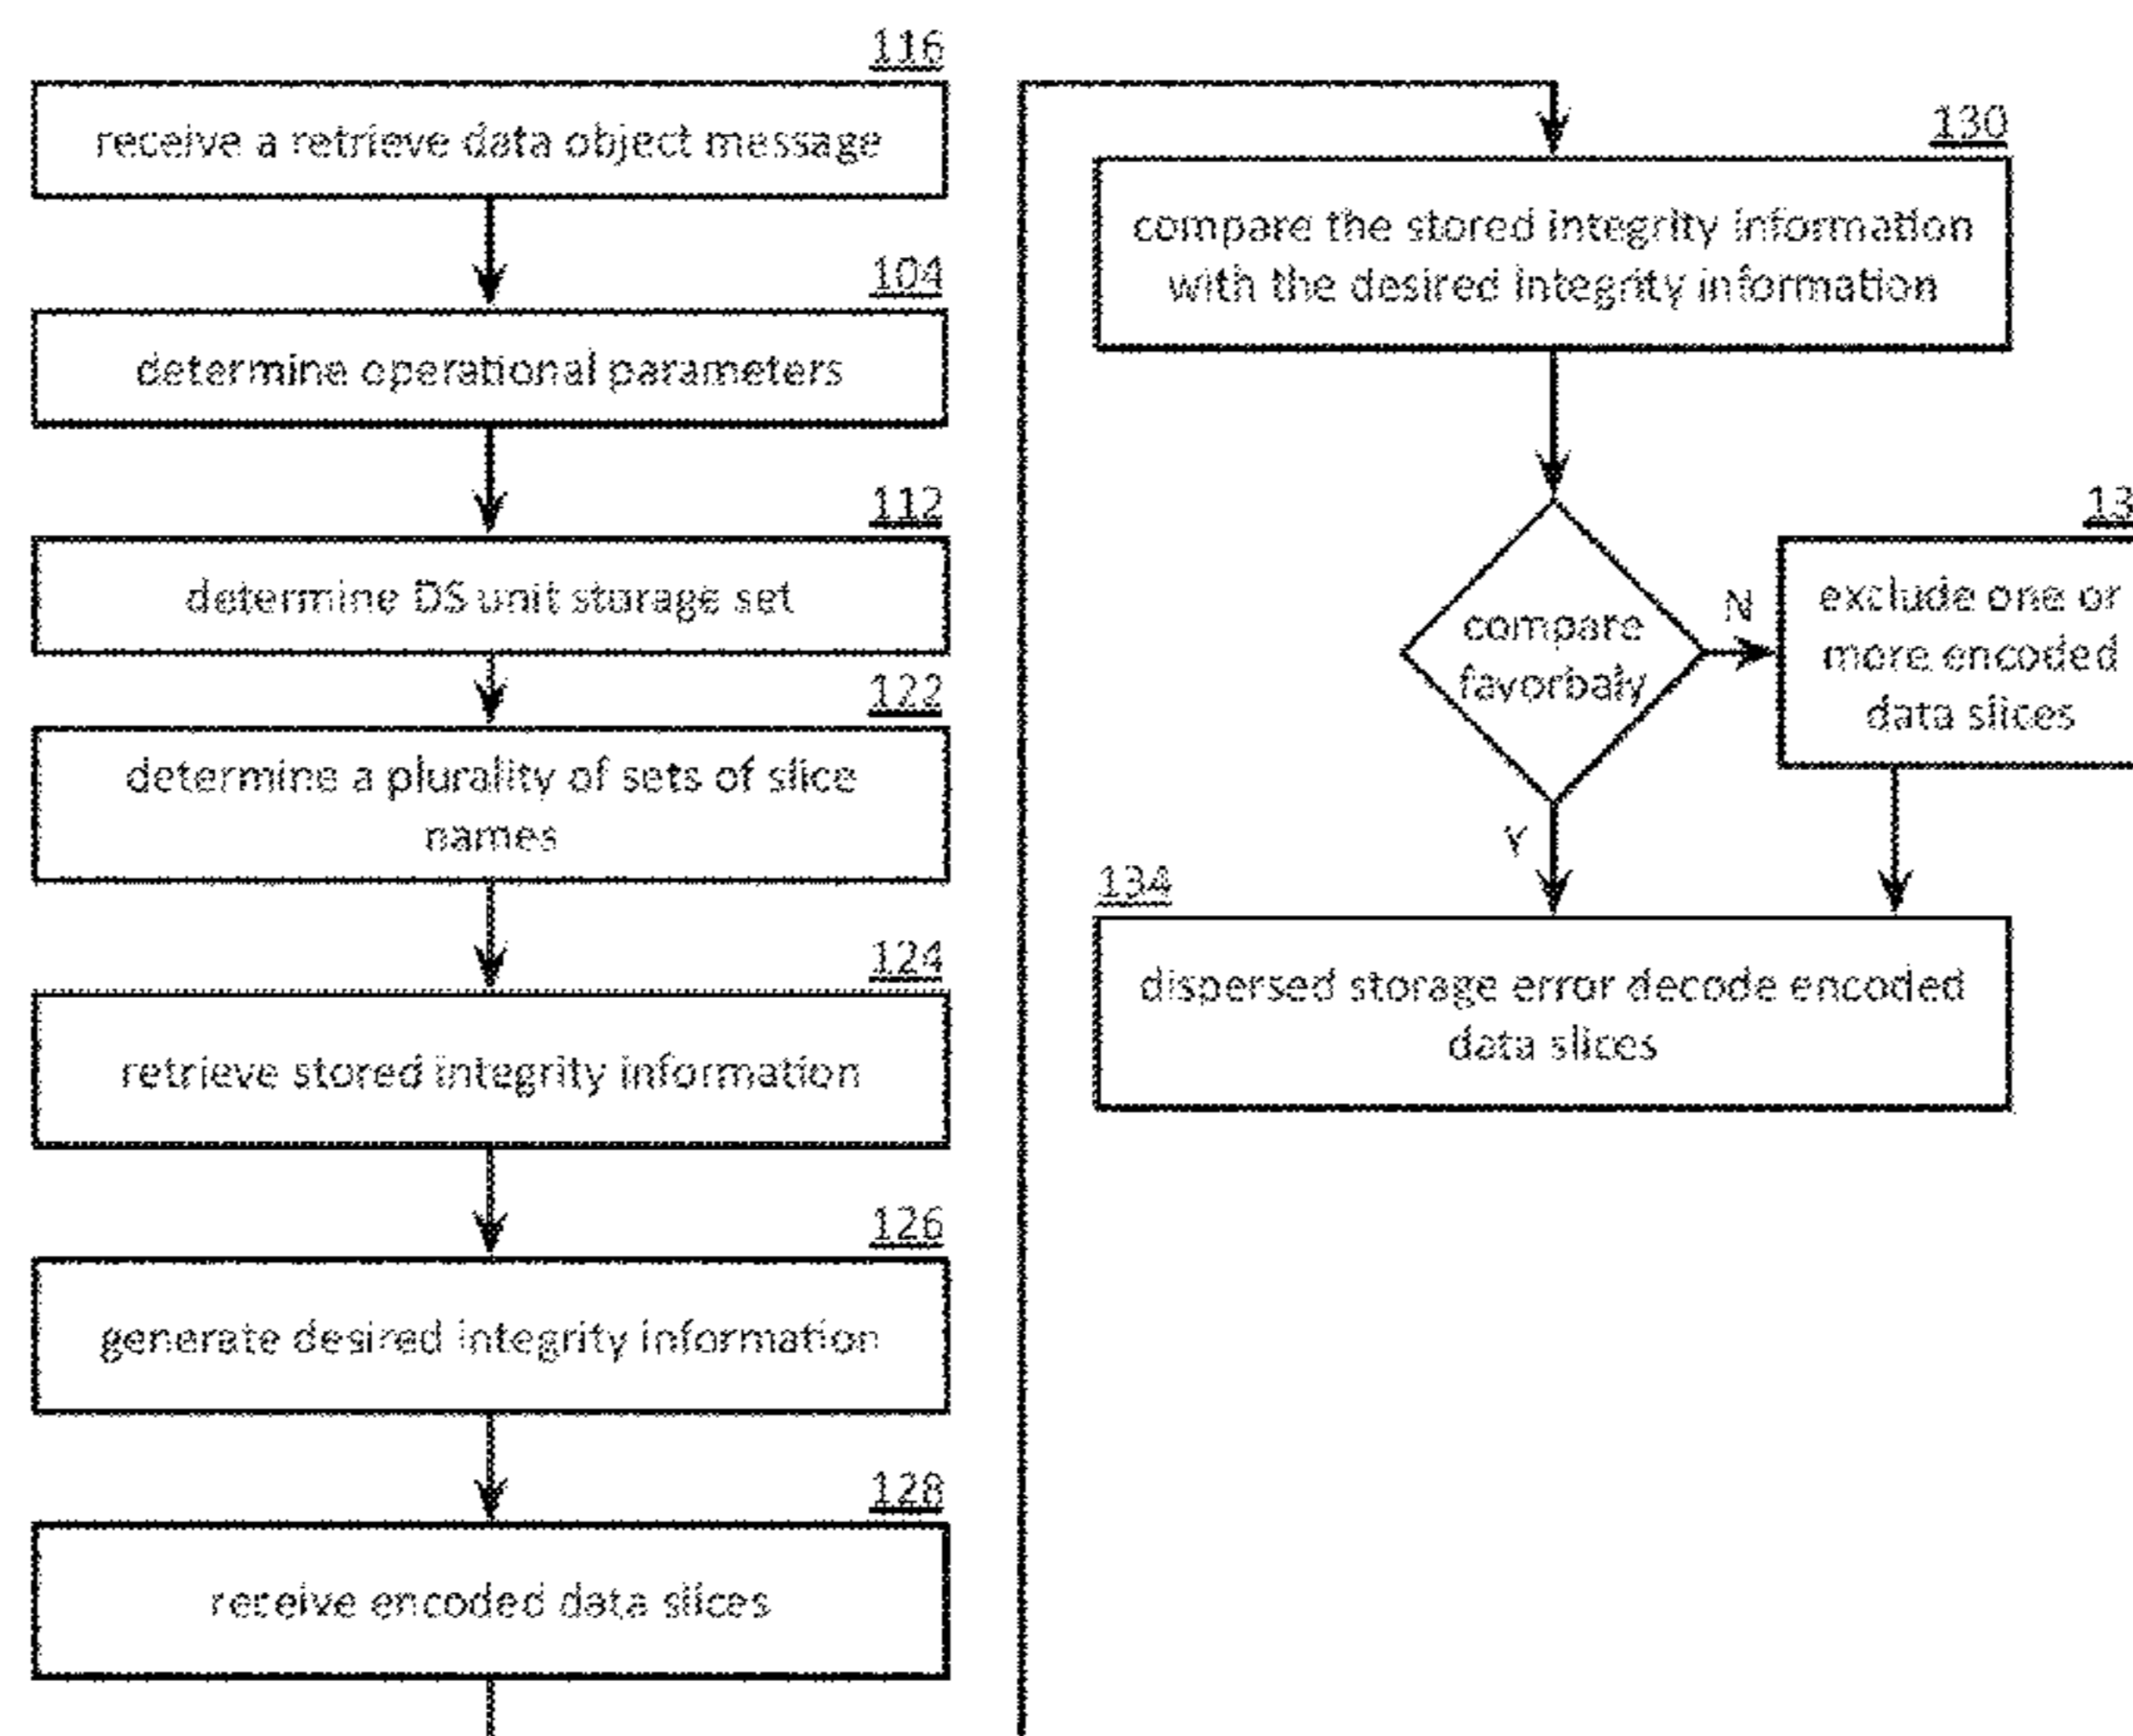 116
receive a retrieve data object message
104
determine operational parameters
112
determine DS unit storage set
122
determine a plurality of sets of slice
names
124
retrieve stored integrity information
126
generate desired integrity information
128
receive encoded data slices
130
compare the stored integrity information
with the desired integrity information
compare
favorbaly
N
13
exclude one or
more encoded
data slices
Y
134
dispersed storage error decode encoded
data slices